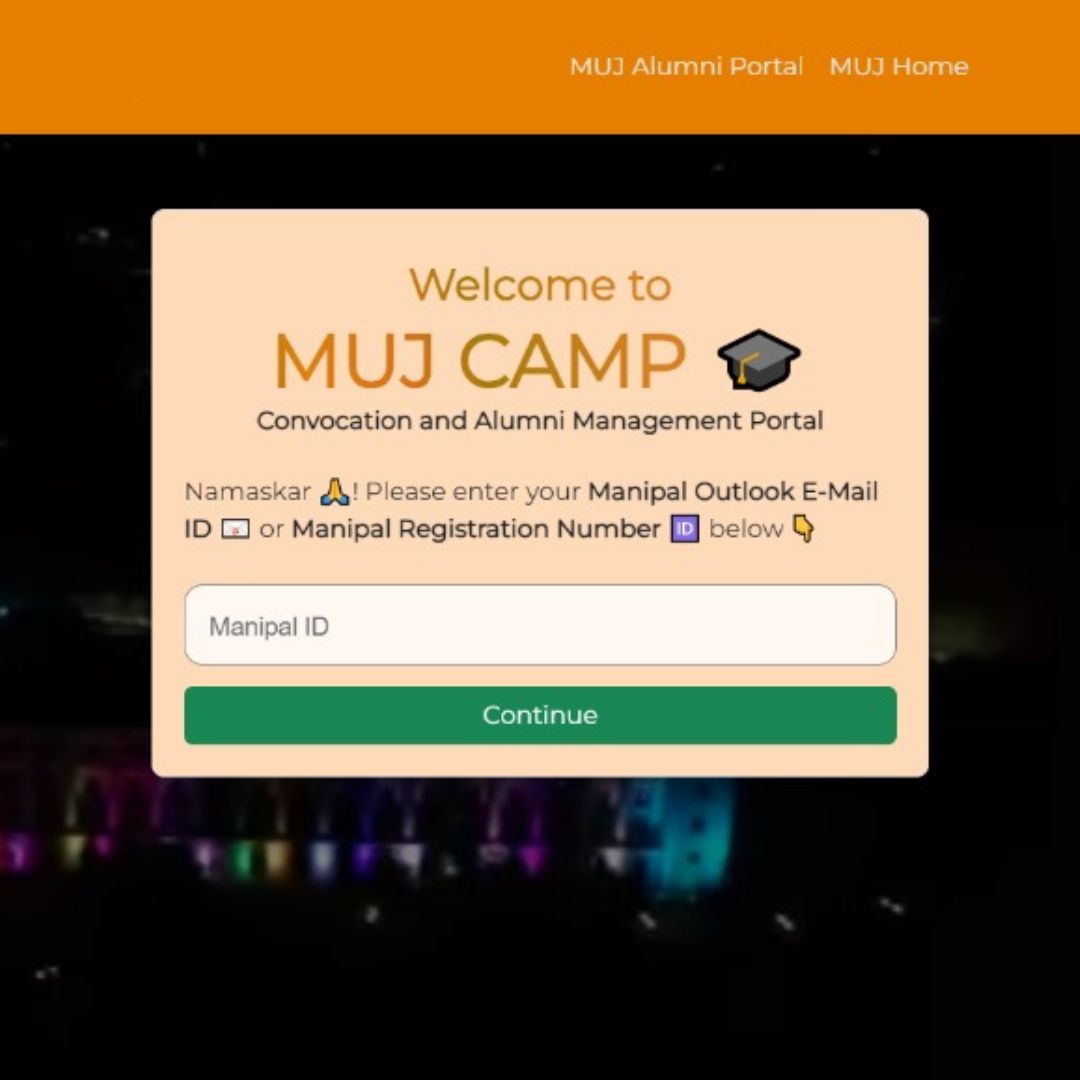 MUJ Alumni Portal MUJ Home
Welcome to
MUJ CAMP 🎓
Convocation and Alumni Management Portal
Namaskar 🙏! Please enter your Manipal Outlook E-Mail
ID 📧 or Manipal Registration Number 🆔 below 👇
Manipal ID
Continue